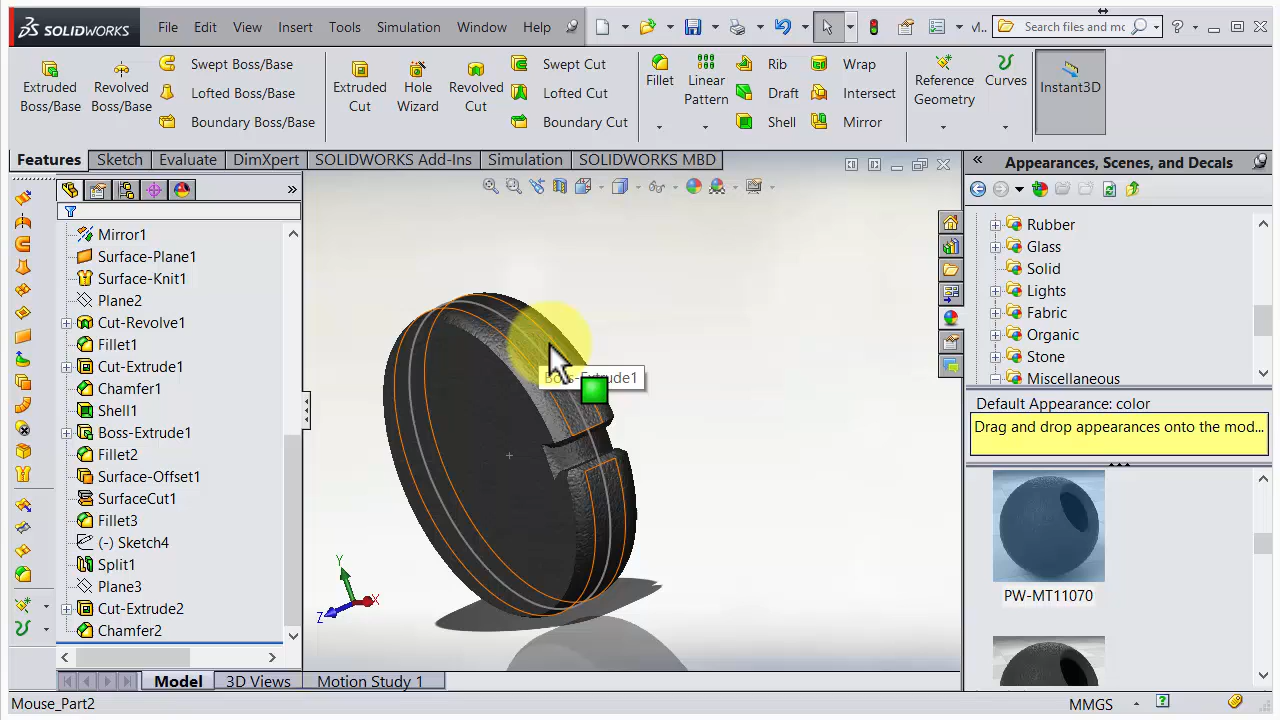 SOLIDWORKS File Edit View Insert Tools Simulation Window Help Search files and mc ?
Extruded Boss/Base
Revolved Boss/Base
Swept Boss/Base
Lofted Boss/Base
Boundary Boss/Base
Extruded Cut
Hole Wizard
Revolved Cut
Swept Cut
Lofted Cut
Boundary Cut
Fillet
Linear Pattern
Rib
Draft
Shell
Wrap
Intersect
Mirror
Reference Geometry
Curves
Instant3D
Features Sketch Evaluate DimXpert SOLIDWORKS Add-Ins Simulation SOLIDWORKS MBD
Mirror1
Surface-Plane1
Surface-Knit1
Plane2
Cut-Revolve1
Fillet1
Cut-Extrude1
Chamfer1
Shell1
Boss-Extrude1
Fillet2
Surface-Offset1
SurfaceCut1
Fillet3
(-) Sketch4
Split1
Plane3
Cut-Extrude2
Chamfer2
Boss-Extrude1
Y
X
Z
Appearances, Scenes, and Decals
Rubber
Glass
Solid
Lights
Fabric
Organic
Stone
Miscellaneous
Default Appearance: color
Drag and drop appearances onto the mod...
PW-MT11070
Model 3D Views Motion Study 1
Mouse_Part2 MMGS